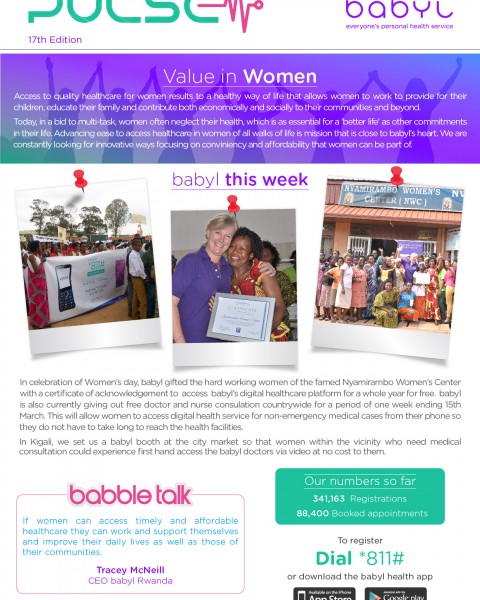 PULSE
babyl
everyone's personal health service
17th Edition
Value in Women
Access to quality healthcare for women results to a healthy way of life that allows women to work to provide for their
children, educate their family and contribute both economically and socially to their communities and beyond.
Today, in a bid to multi-task, women often neglect their health, which is as essential for a 'better life' as other commitments
in their life. Advancing ease to access healthcare in women of all walks of life is mission that is close to babyl's heart. We are
constantly looking for innovative ways focusing on conviniency and affordability that women can be part of.
babyl this week
NYAMIRAMBO WOMEN'S
CENTER ( NWC )
In celebration of Women's day, babyl gifted the hard working women of the famed Nyamirambo Women's Center
with a certificate of acknowledgement to access babyl's digital healthcare platform for a whole year for free. babyl
is also currently giving out free doctor and nurse consulation countrywide for a period of one week ending 15th
March. This will allow women to access digital health service for non-emergency medical cases from their phone so
they do not have to take long to reach the health facilities.
In Kigali, we set us a babyl booth at the city market so that women within the vicinity who need medical
consultation could experience first hand access the babyl doctors via video at no cost to them.
babble talk
If women can access timely and affordable
healthcare they can work and support themselves
and improve their daily lives as well as those of
their communities.
Tracey McNeill
CEO babyl Rwanda
Our numbers so far
341,163 Registrations
88,400 Booked appointments
To register
Dial *811#
or download the babyl health app
Available on the iPhone
App Store
Google play